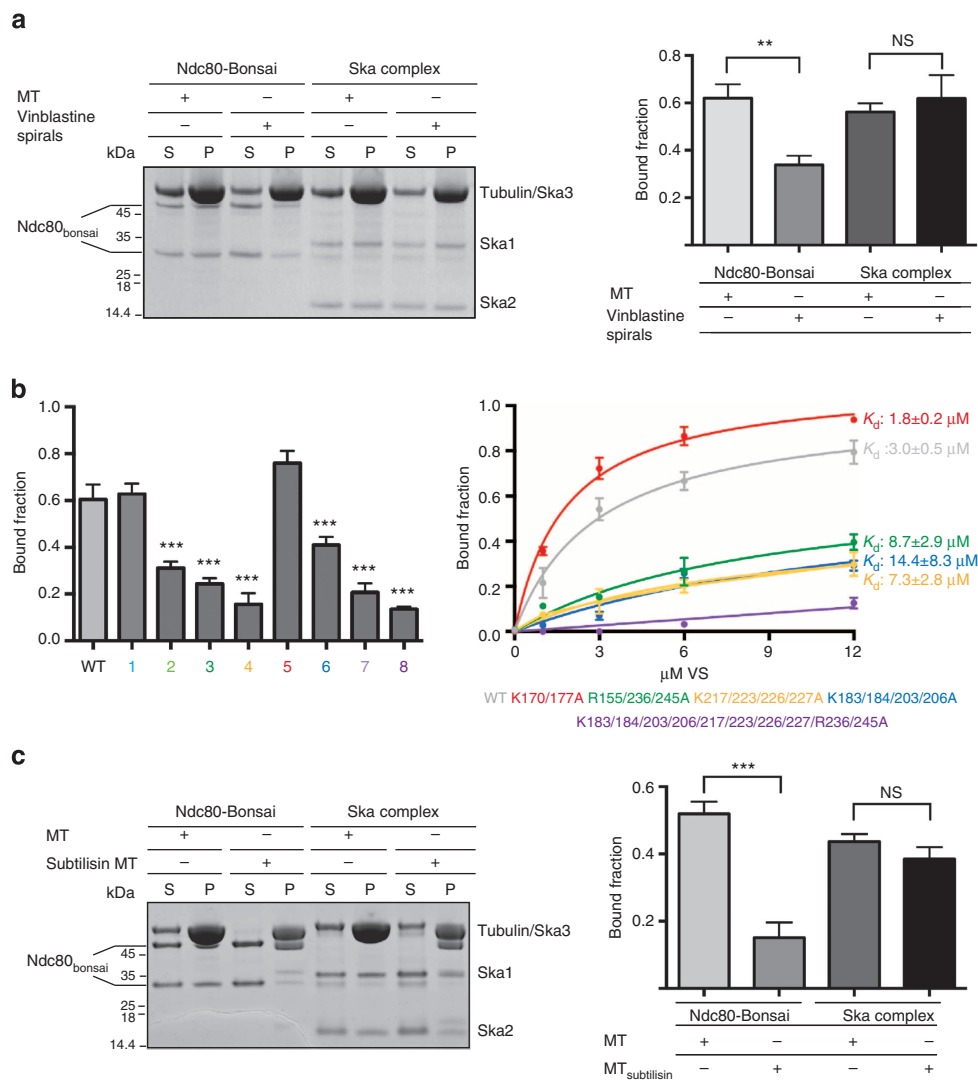 a
Ndc80-Bonsai Ska complex
MT + – + –
Vinblastine spirals – + – +
kDa S P S P S P S P
Tubulin/Ska3
Ndc80bonsai
45
35
25
18
14.4
Ska1
Ska2
Bound fraction
0.8
0.6
0.4
0.2
** NS
Ndc80-Bonsai Ska complex
MT + – + –
Vinblastine spirals – + – +
b
Bound fraction
1.0
0.8
0.6
0.4
0.2
0.0
*** *** *** *** *** ***
WT 1 2 3 4 5 6 7 8
Bound fraction
1.0
0.8
0.6
0.4
0.2
0.0
0 3 6 9 12
μM VS
Kd: 1.8±0.2 μM
Kd :3.0±0.5 μM
Kd: 8.7±2.9 μM
Kd: 14.4±8.3 μM
Kd: 7.3±2.8 μM
WT K170/177A R155/236/245A K217/223/226/227A K183/184/203/206A
K183/184/203/206/217/223/226/227/R236/245A
c
Ndc80-Bonsai Ska complex
MT + – + –
Subtilisin MT – + – +
kDa S P S P S P S P
Tubulin/Ska3
Ndc80bonsai
45
35
25
18
14.4
Ska1
Ska2
Bound fraction
0.6
0.4
0.2
*** NS
Ndc80-Bonsai Ska complex
MT + – + –
MTsubtilisin – + – +